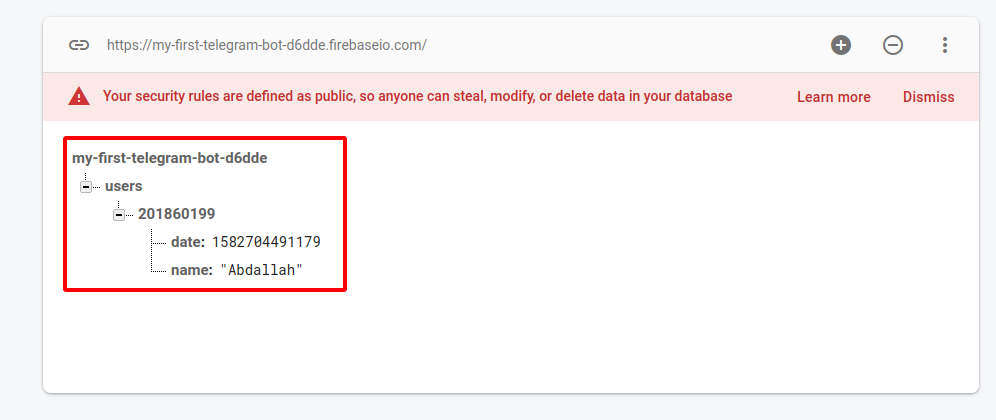 https://my-first-telegram-bot-d6dde.firebaseio.com/
Your security rules are defined as public, so anyone can steal, modify, or delete data in your database Learn more Dismiss
my-first-telegram-bot-d6dde
users
201860199
date: 1582704491179
name: "Abdallah"